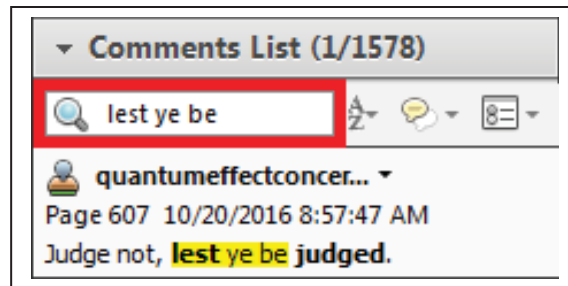 Comments List (1/1578)
lest ye be
quantumeffectconcer...
Page 607 10/20/2016 8:57:47 AM
Judge not, lest ye be judged.